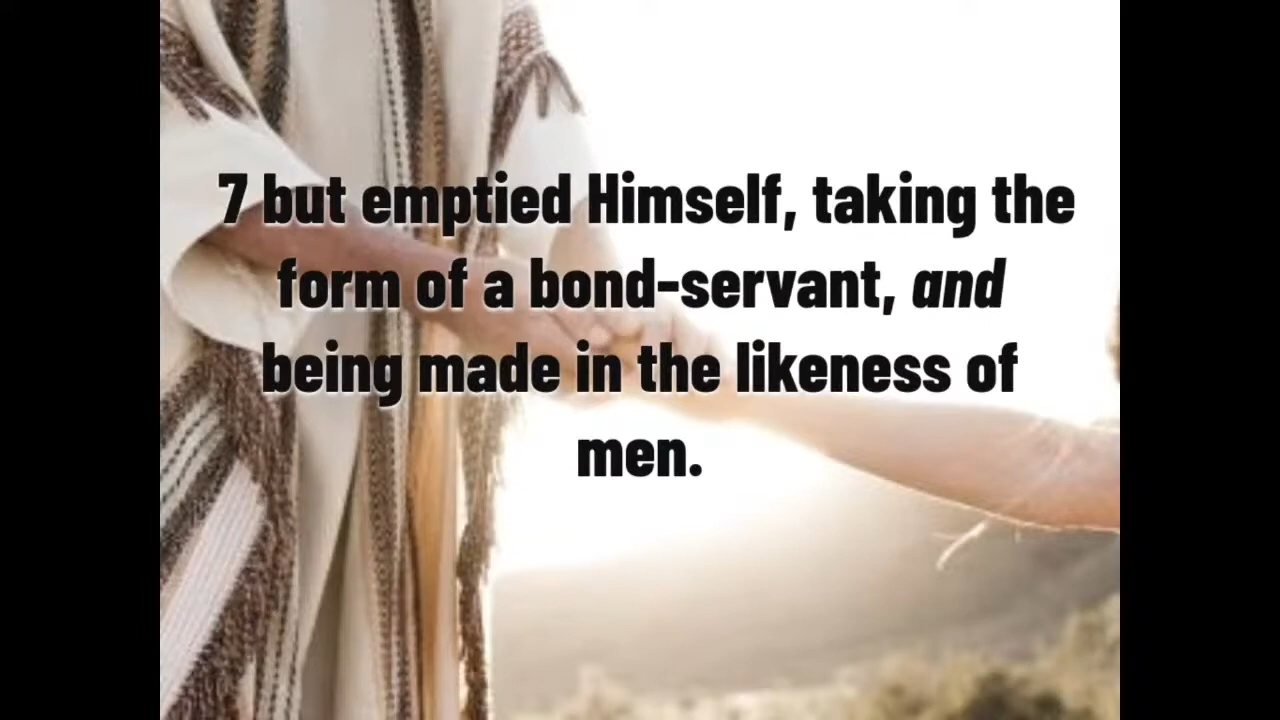 7 but emptied Himself, taking the
form of a bond-servant, and
being made in the likeness of
men.